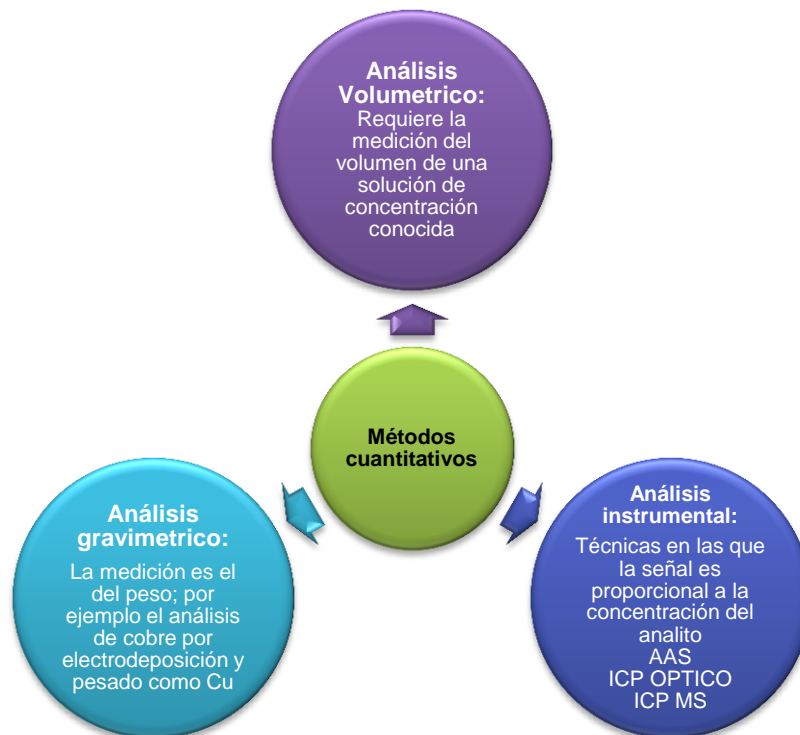 Análisis
Volumetrico:
Requiere la
medición del
volumen de una
solución de
concentración
conocida
Métodos
cuantitativos
Análisis
gravimetrico:
La medición es el
del peso; por
ejemplo el análisis
de cobre por
electrodeposición y
pesado como Cu
Análisis
instrumental:
Técnicas en las que
la señal es
proporcional a la
concentración del
analito
AAS
ICP OPTICO
ICP MS